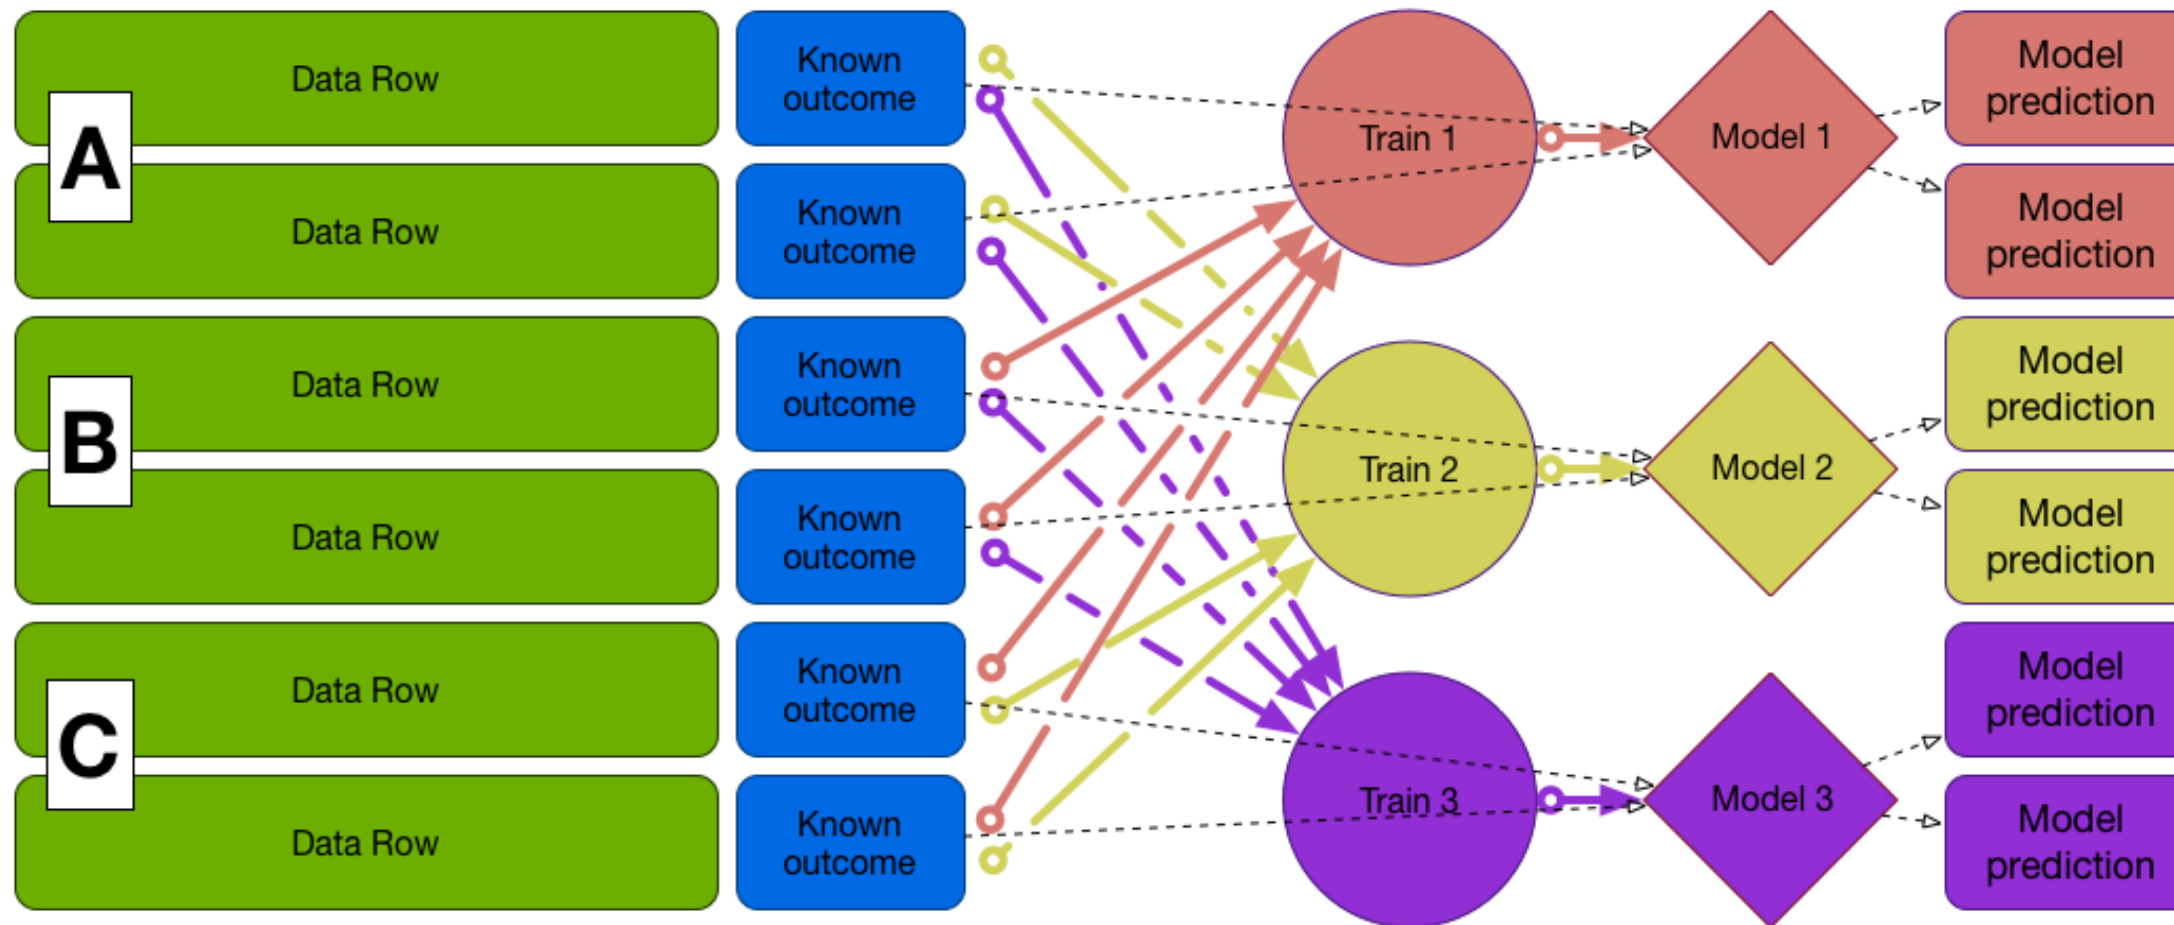 Data Row
Known
outcome
Model
prediction
A
Train 1
Model 1
Data Row
Known
outcome
Model
prediction
Data Row
Known
outcome
Model
prediction
B
Train 2
Model 2
Data Row
Known
outcome
Model
prediction
Data Row
Known
outcome
Model
prediction
C
Train 3
Model 3
Data Row
Known
outcome
Model
prediction